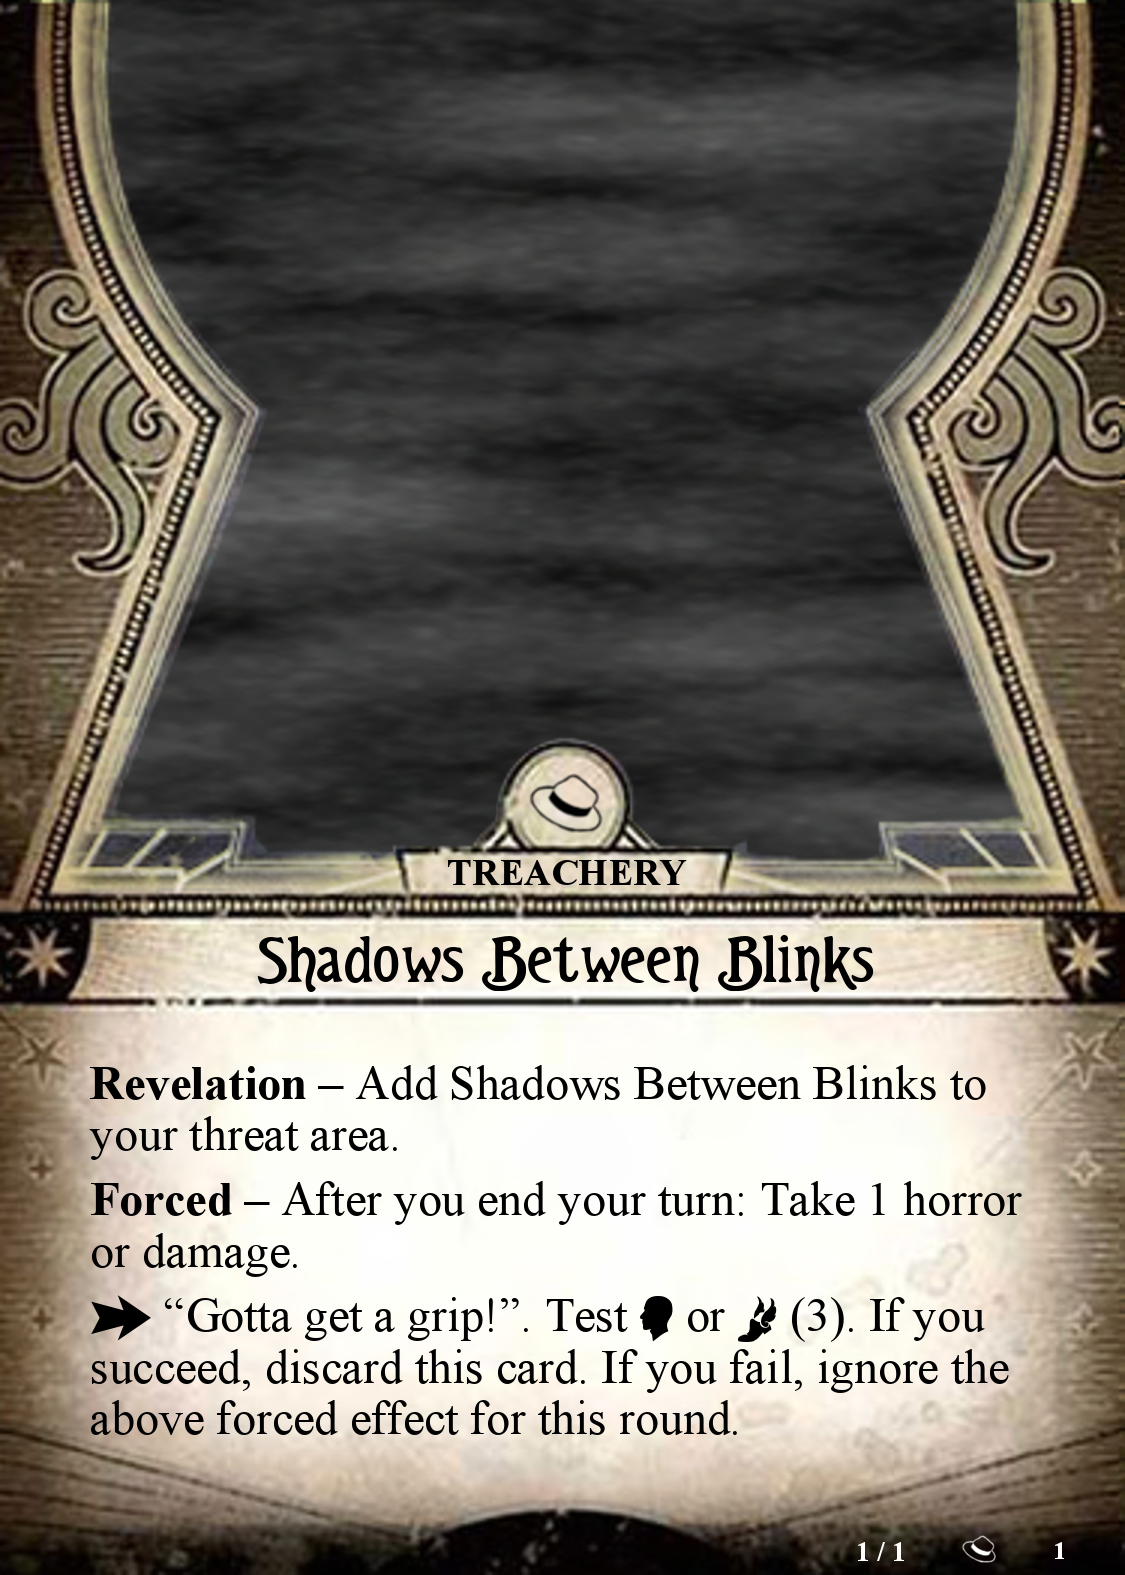 TREACHERY
Shadows Between Blinks
Revelation – Add Shadows Between Blinks to
your threat area.
Forced – After you end your turn: Take 1 horror
or damage.
“Gotta get a grip!”. Test or (3). If you
succeed, discard this card. If you fail, ignore the
above forced effect for this round.
1 / 1 1